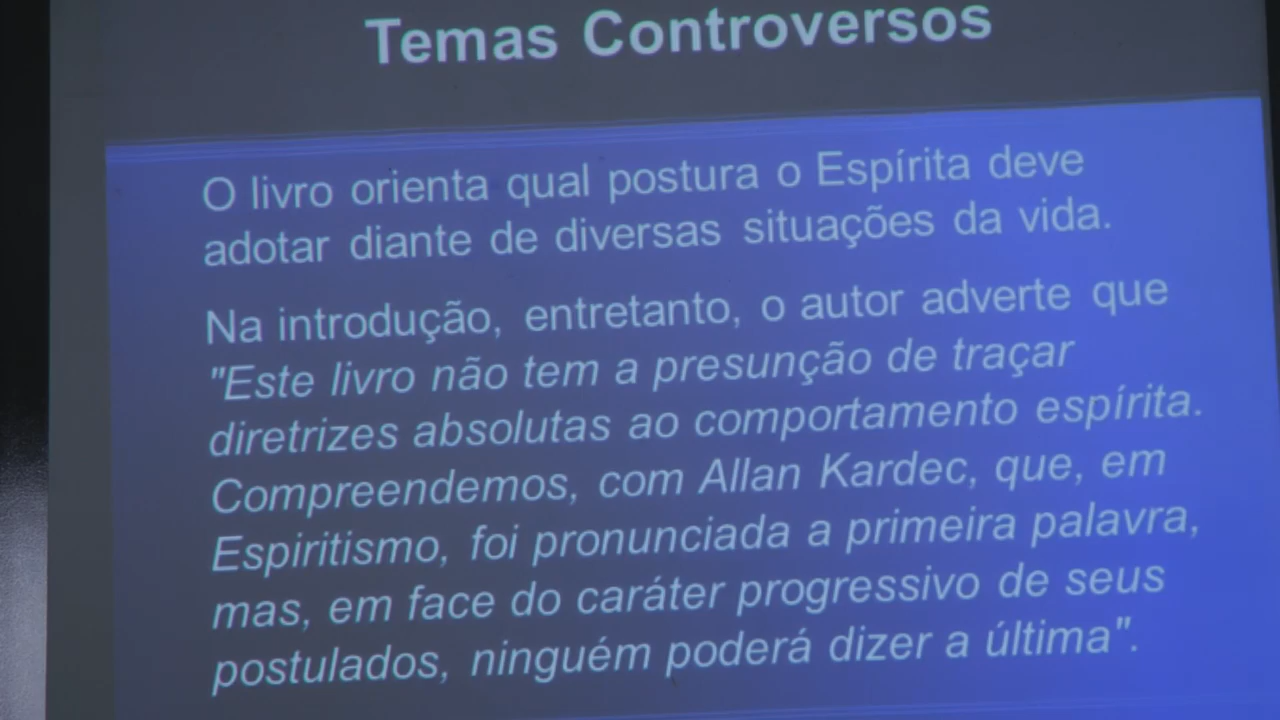 Temas Controversos
O livro orienta qual postura o Espírita deve
adotar diante de diversas situações da vida.
Na introdução, entretanto, o autor adverte que
"Este livro não tem a presunção de traçar
diretrizes absolutas ao comportamento espírita.
Compreendemos, com Allan Kardec, que, em
Espiritismo, foi pronunciada a primeira palavra,
mas, em face do caráter progressivo de seus
postulados, ninguém poderá dizer a última".